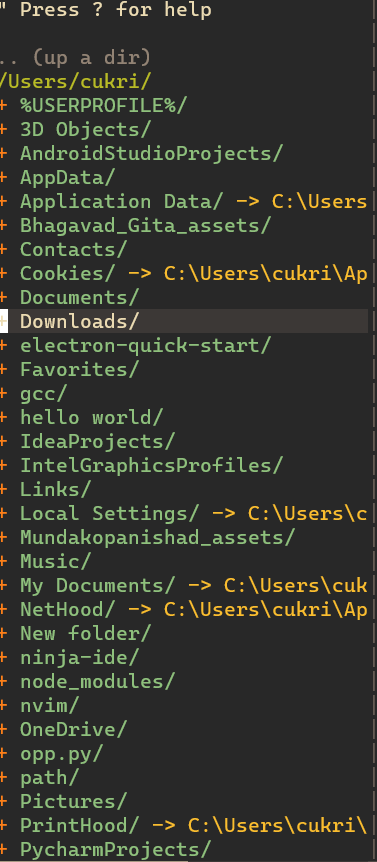 " Press ? for help
.. (up a dir)
/Users/cukri/
+ %USERPROFILE%/
+ 3D Objects/
+ AndroidStudioProjects/
+ AppData/
+ Application Data/ -> C:\Users
+ Bhagavad_Gita_assets/
+ Contacts/
+ Cookies/ -> C:\Users\cukri\Ap
+ Documents/
+ Downloads/
+ electron-quick-start/
+ Favorites/
+ gcc/
+ hello world/
+ IdeaProjects/
+ IntelGraphicsProfiles/
+ Links/
+ Local Settings/ -> C:\Users\c
+ Mundakopanishad_assets/
+ Music/
+ My Documents/ -> C:\Users\cuk
+ NetHood/ -> C:\Users\cukri\Ap
+ New folder/
+ ninja-ide/
+ node_modules/
+ nvim/
+ OneDrive/
+ opp.py/
+ path/
+ Pictures/
+ PrintHood/ -> C:\Users\cukri\
+ PycharmProjects/